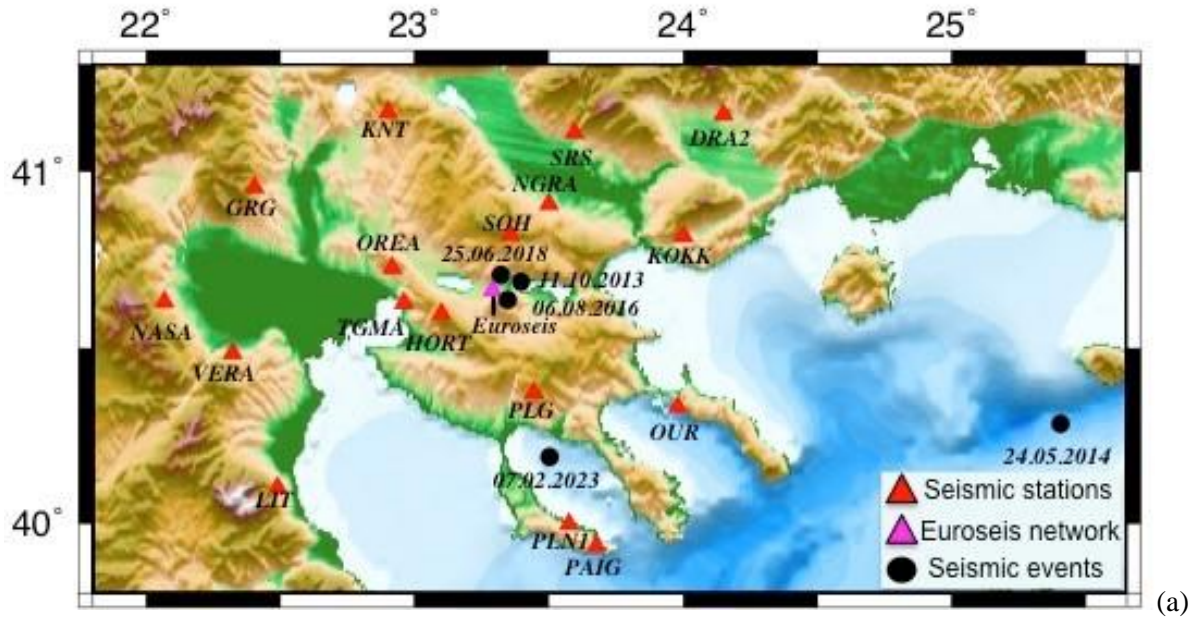 22° 23° 24° 25°
KNT
DRA2
SRS
41°
NGRA
GRG
SOH
OREA
KOKK
25.06.2018
11.10.2013
06.08.2016
NASA
TGMA
Euroseis
HORT
VERA
PLG
OUR
24.05.2014
07.02.2023
Seismic stations
LIT
40°
Euroseis network
PLN1
PAIG
Seismic events
(a)